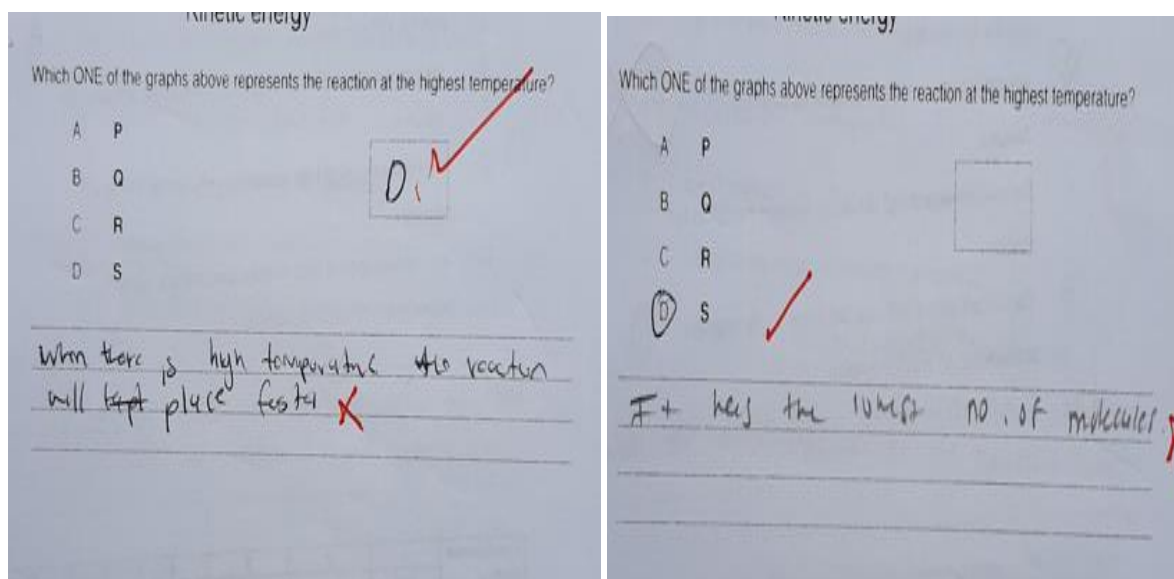 Kinetic energy
Which ONE of the graphs above represents the reaction at the highest temperature?
A P
B Q
C R
D S
D
When there is high temperature the reaction
will kept place faster
Kinetic energy
Which ONE of the graphs above represents the reaction at the highest temperature?
A P
B Q
C R
D S
It has the lowest no. of molecules